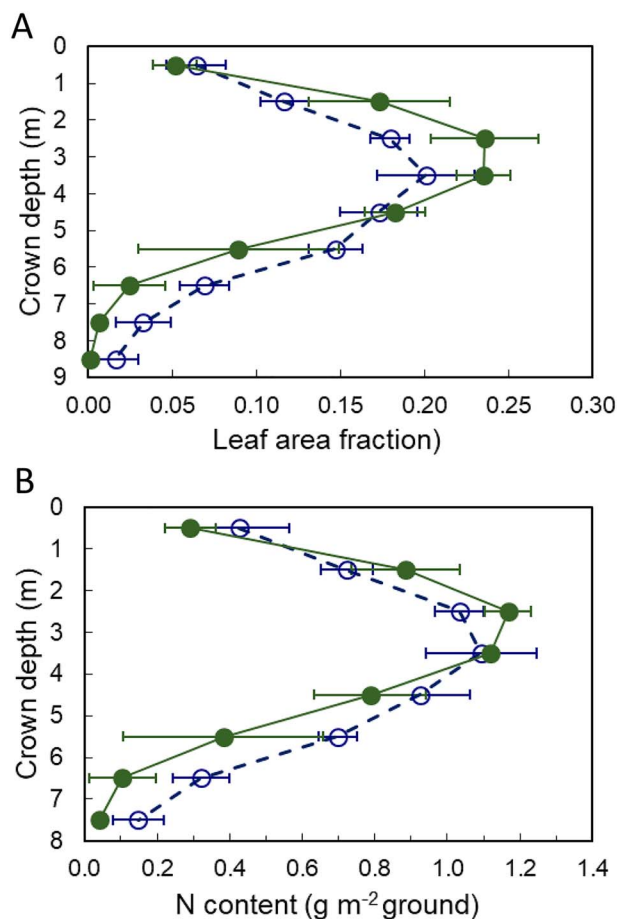 A
0
1
2
3
4
5
6
7
8
9
Crown depth (m)
0.00 0.05 0.10 0.15 0.20 0.25 0.30
Leaf area fraction)
B
0
1
2
3
4
5
6
7
8
Crown depth (m)
0.0 0.2 0.4 0.6 0.8 1.0 1.2 1.4
N content (g m⁻² ground)